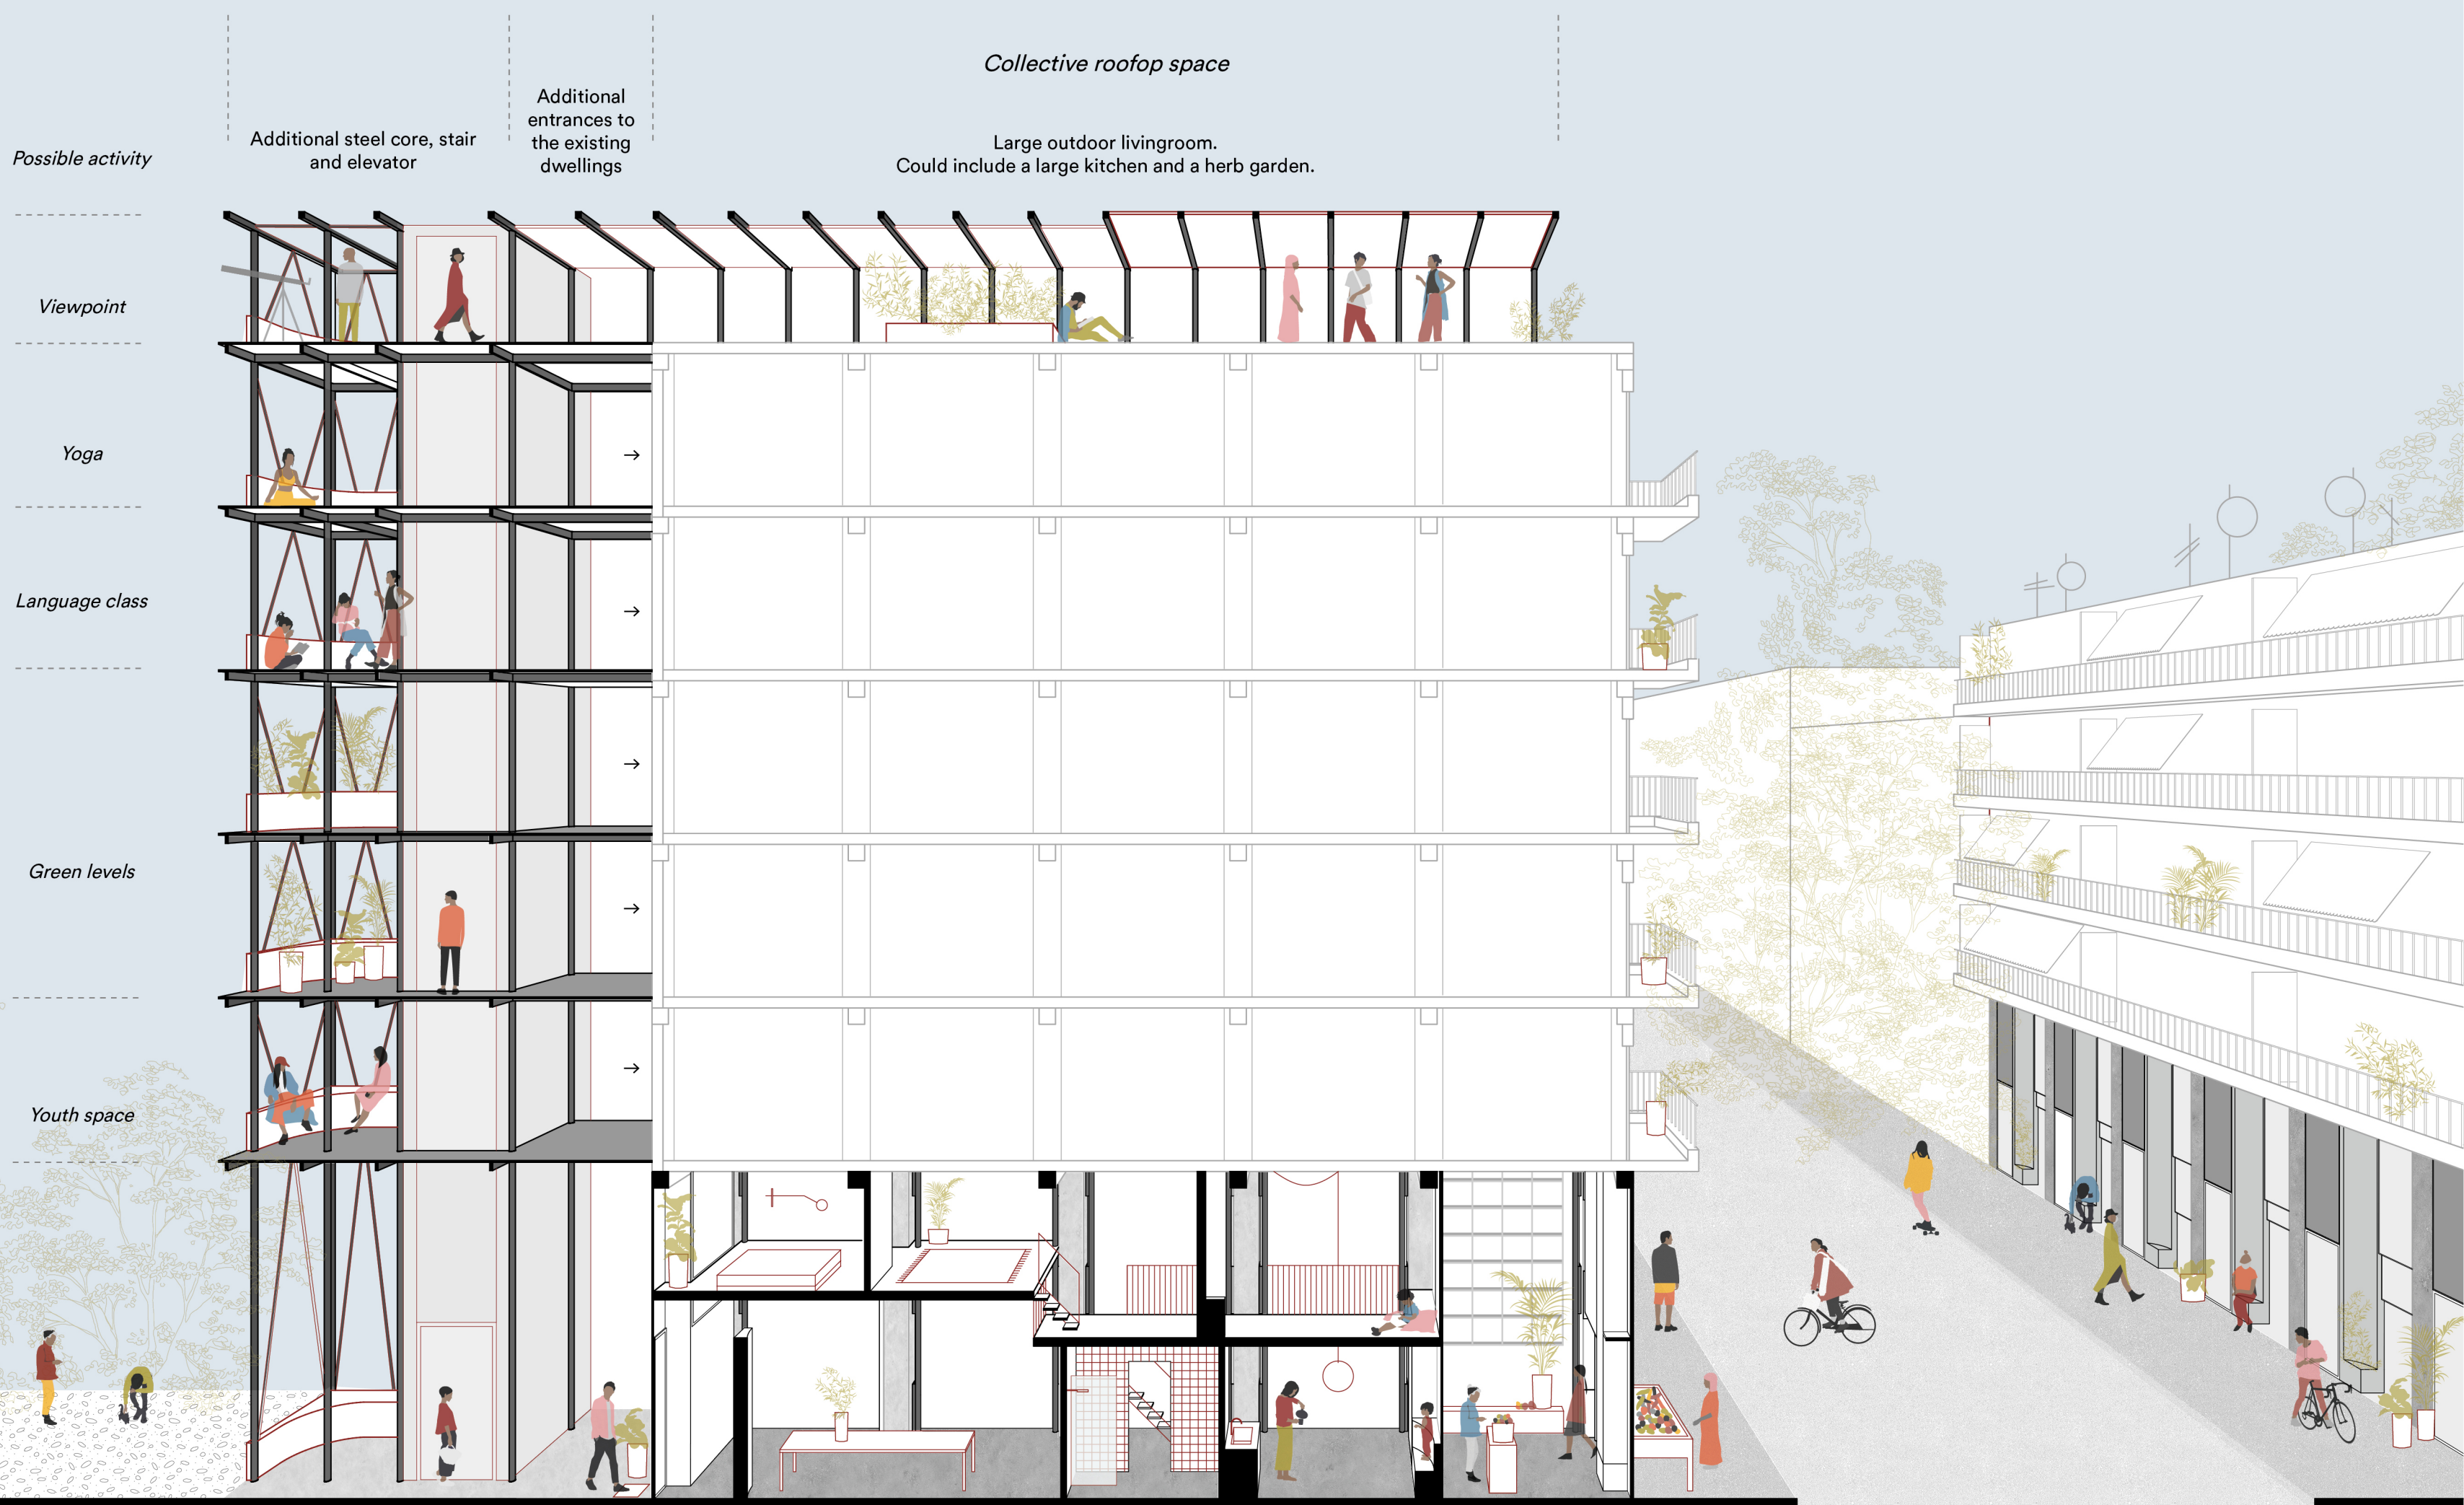 Collective roofop space
Additional
entrances to
the existing
dwellings
Additional steel core, stair
and elevator
Large outdoor livingroom.
Could include a large kitchen and a herb garden.
Possible activity
Viewpoint
Yoga
Language class
Green levels
Youth space